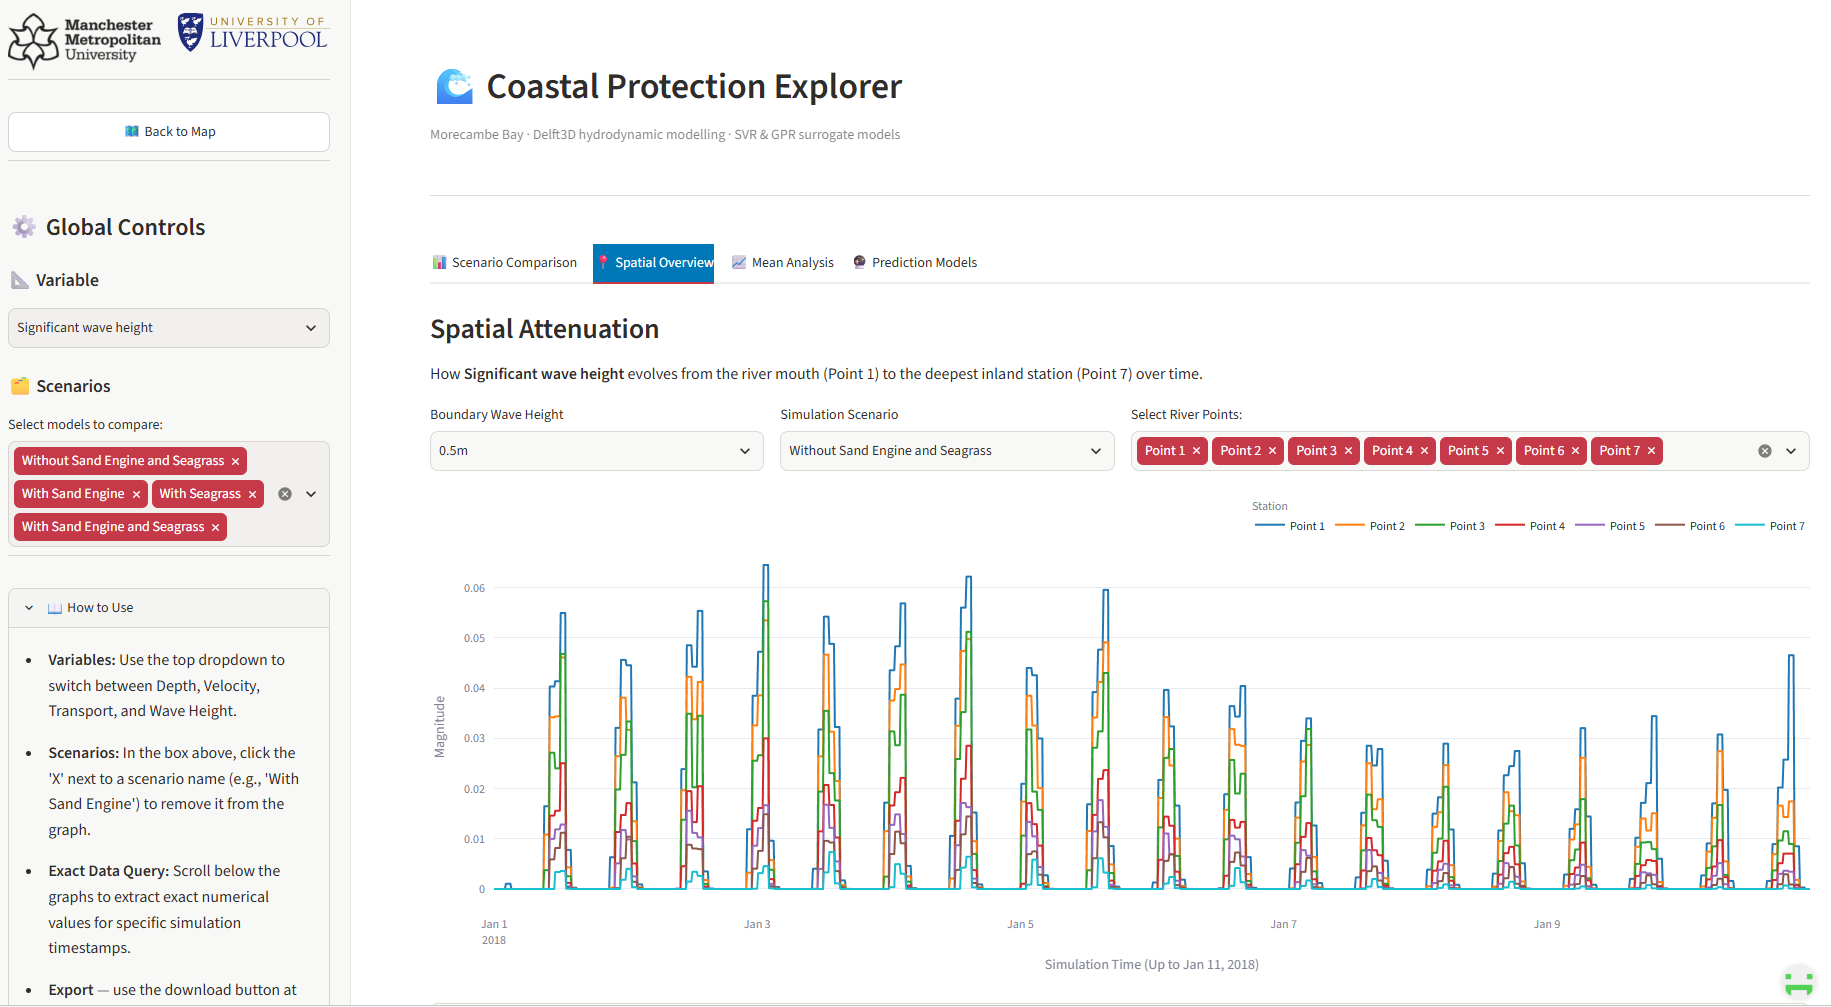 Manchester
Metropolitan
University
UNIVERSITY OF
LIVERPOOL
Back to Map
Global Controls
Variable
Significant wave height
Scenarios
Select models to compare:
Without Sand Engine and Seagrass ×
With Sand Engine × With Seagrass ×
With Sand Engine and Seagrass ×
How to Use
• Variables: Use the top dropdown to
switch between Depth, Velocity,
Transport, and Wave Height.
• Scenarios: In the box above, click the
'X' next to a scenario name (e.g., 'With
Sand Engine') to remove it from the
graph.
• Exact Data Query: Scroll below the
graphs to extract exact numerical
values for specific simulation
timestamps.
• Export — use the download button at
Coastal Protection Explorer
Morecambe Bay · Delft3D hydrodynamic modelling · SVR & GPR surrogate models
Scenario Comparison Spatial Overview Mean Analysis Prediction Models
Spatial Attenuation
How Significant wave height evolves from the river mouth (Point 1) to the deepest inland station (Point 7) over time.
Boundary Wave Height Simulation Scenario Select River Points:
0.5m Without Sand Engine and Seagrass Point 1 × Point 2 × Point 3 × Point 4 × Point 5 × Point 6 × Point 7 ×
Station
Point 1 Point 2 Point 3 Point 4 Point 5 Point 6 Point 7
0.06
0.05
0.04
0.03
0.02
0.01
0
Magnitude
Jan 1 Jan 3 Jan 5 Jan 7 Jan 9
2018
Simulation Time (Up to Jan 11, 2018)